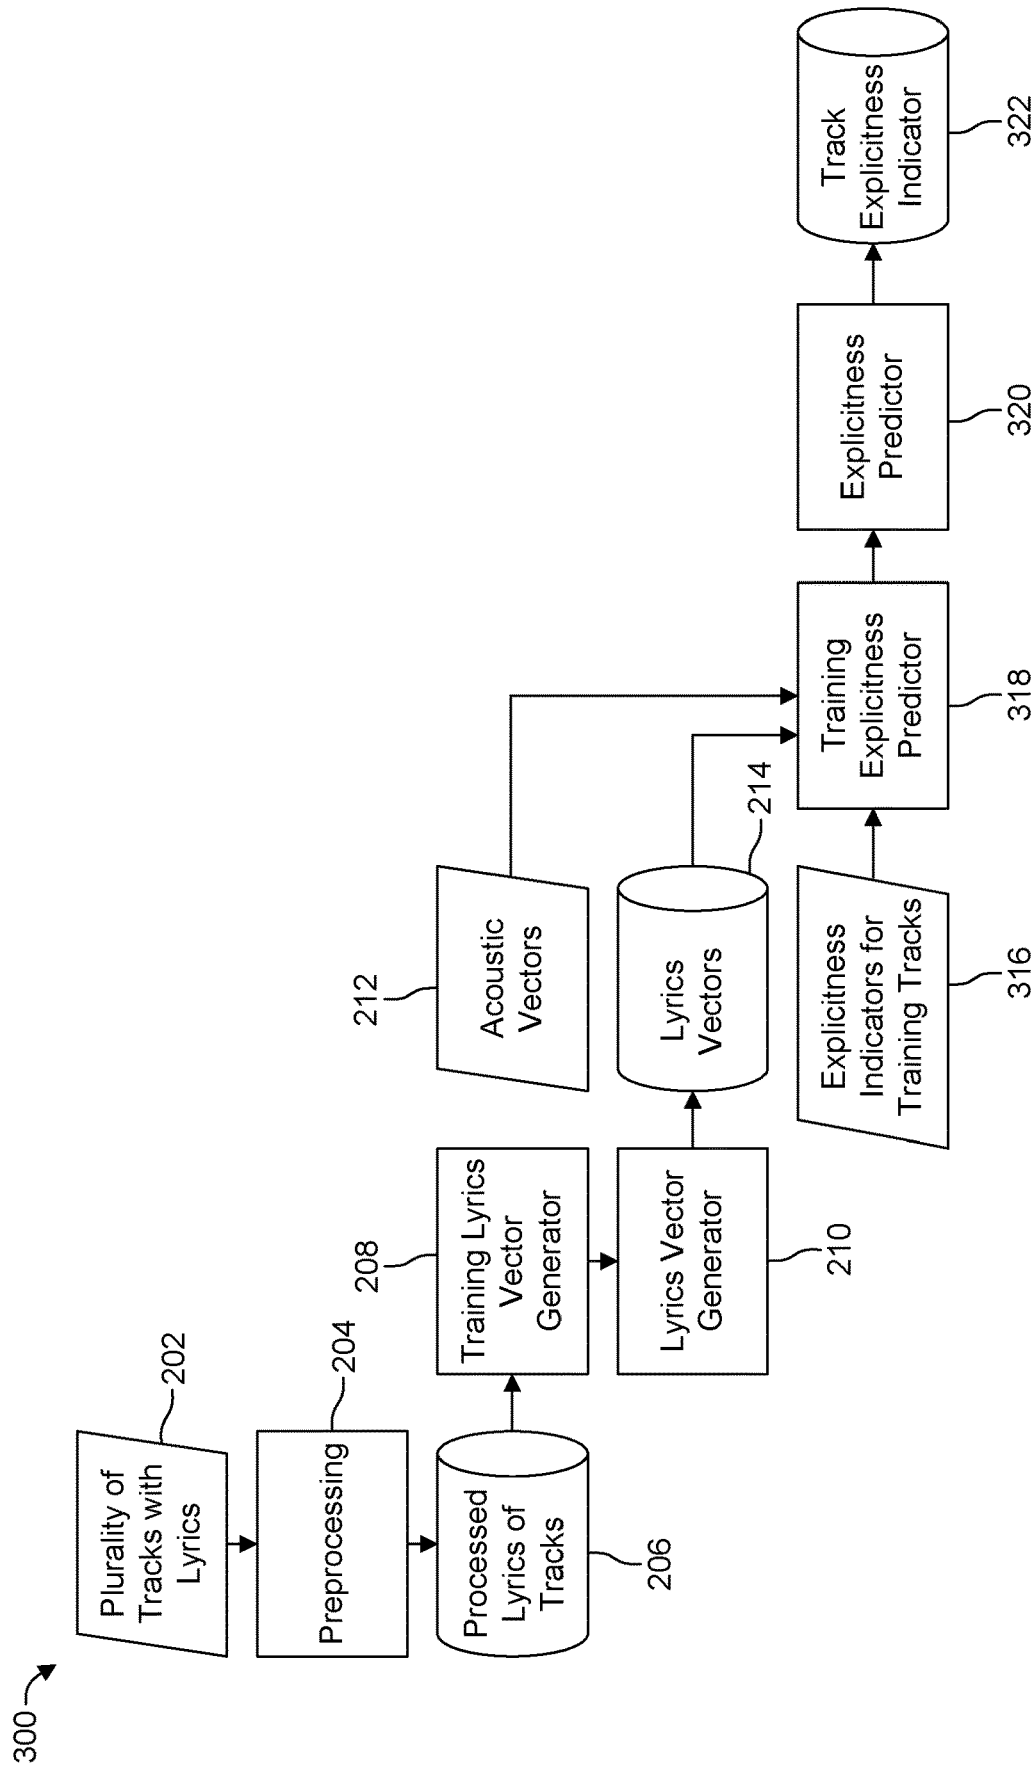 300
Plurality of
Tracks with
Lyrics
202
Preprocessing
204
Processed
Lyrics of
Tracks
206
Training Lyrics
Vector
Generator
208
Lyrics Vector
Generator
210
Acoustic
Vectors
212
Lyrics
Vectors
214
Explicitness
Indicators for
Training Tracks
316
Training
Explicitness
Predictor
318
Explicitness
Predictor
320
Track
Explicitness
Indicator
322